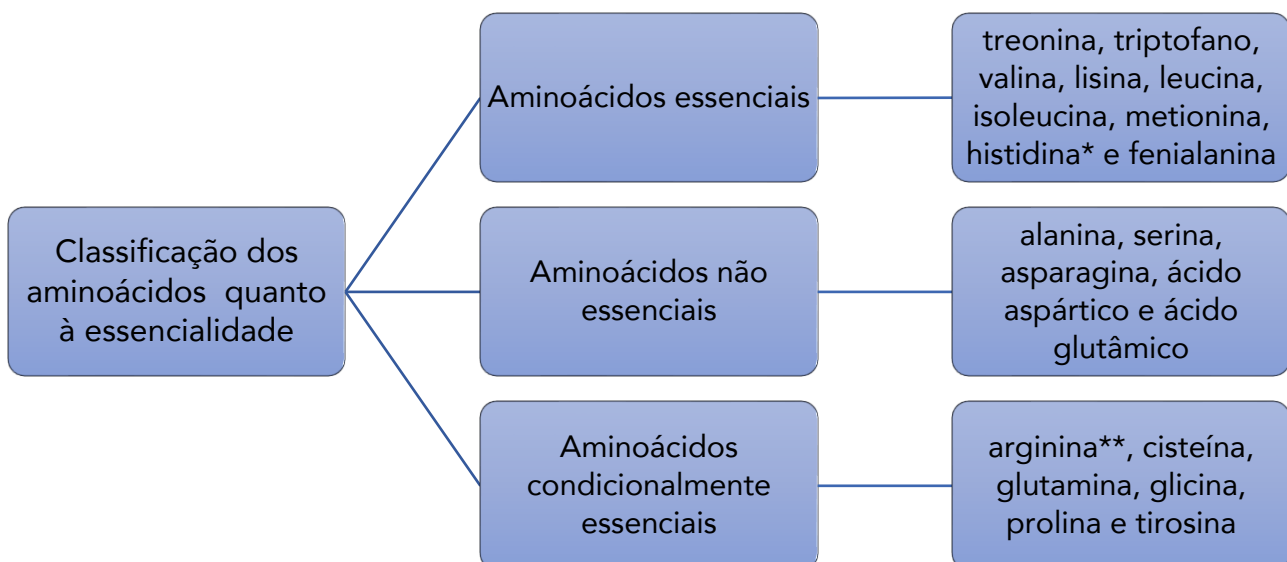 Classificação dos
aminoácidos quanto
à essencialidade
Aminoácidos essenciais
treonina, triptofano,
valina, lisina, leucina,
isoleucina, metionina,
histidina* e fenialanina
Aminoácidos não
essenciais
alanina, serina,
asparagina, ácido
aspártico e ácido
glutâmico
Aminoácidos
condicionalmente
essenciais
arginina**, cisteína,
glutamina, glicina,
prolina e tirosina